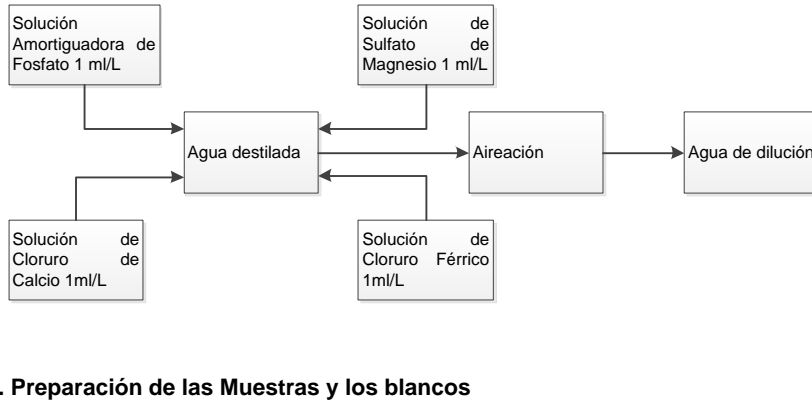 Solución
Amortiguadora de
Fosfato 1 ml/L
Solución de
Sulfato de
Magnesio 1 ml/L
Agua destilada
Aireación
Agua de dilución
Solución de
Cloruro de
Calcio 1ml/L
Solución de
Cloruro Férrico
1ml/L
. Preparación de las Muestras y los blancos